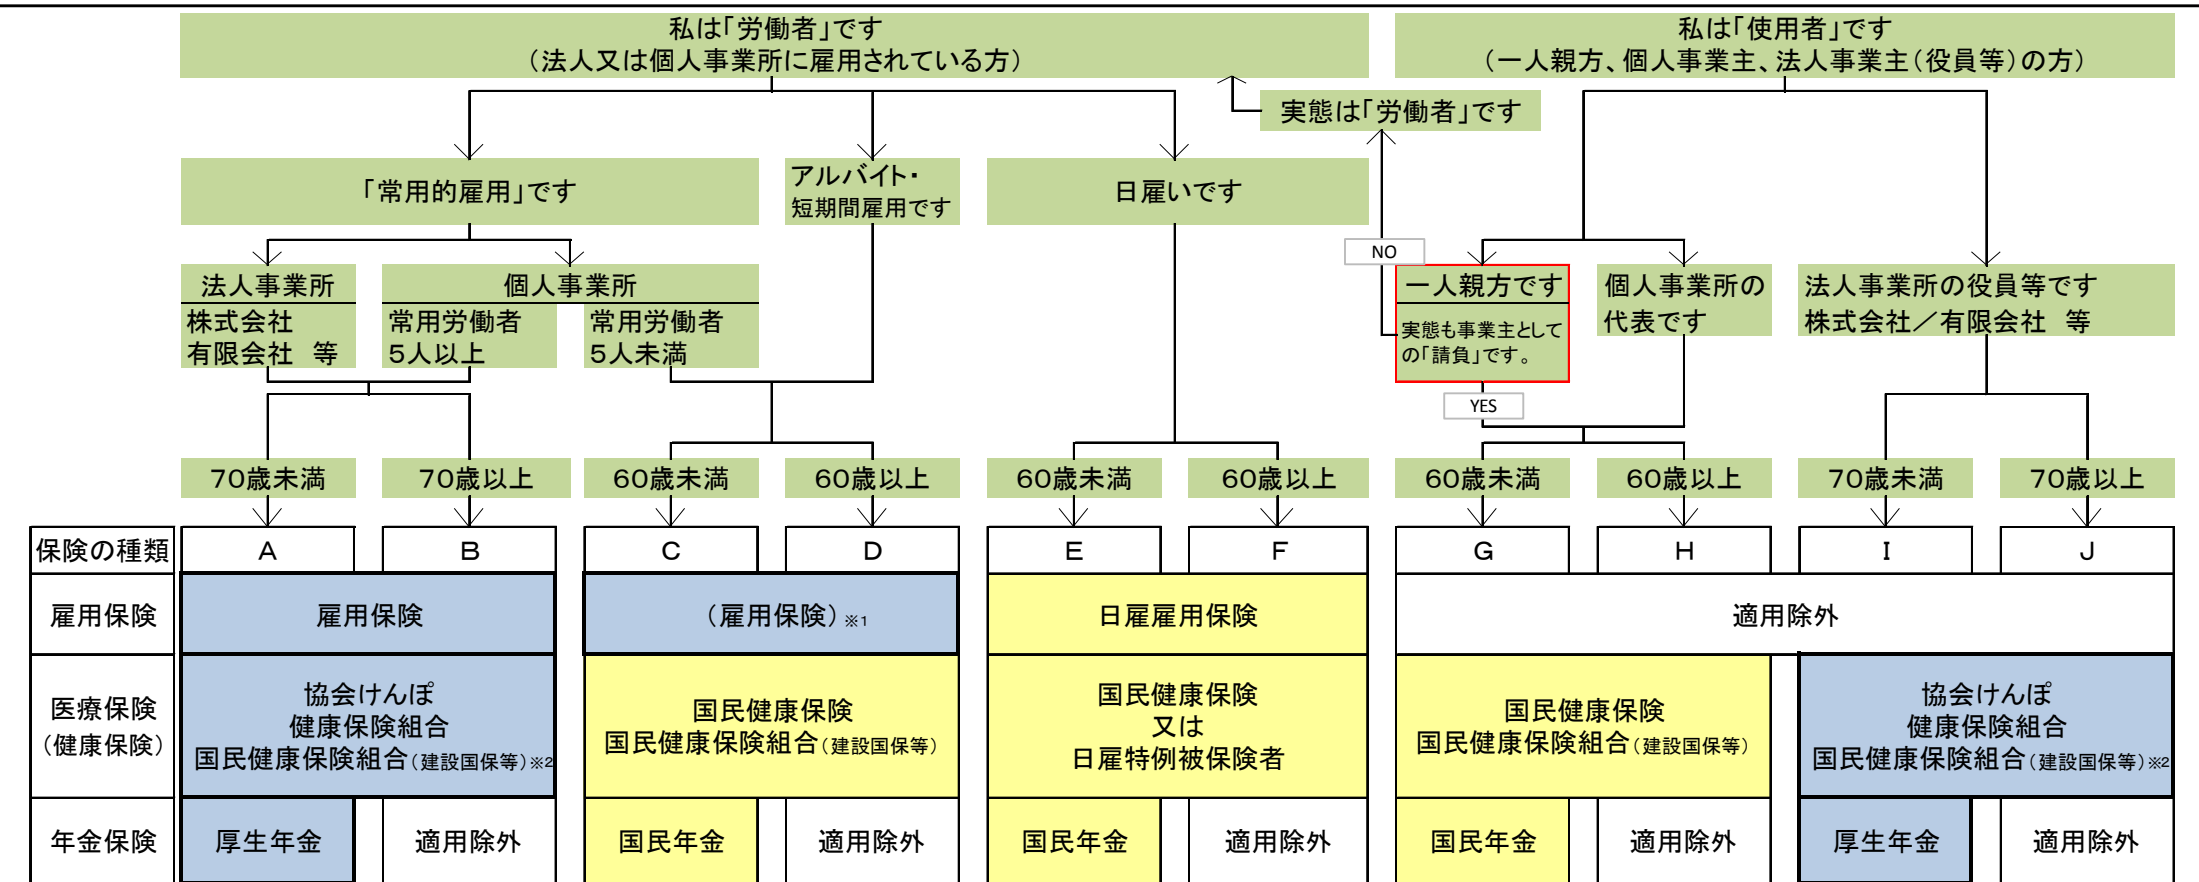 私は「労働者」です
（法人又は個人事業所に雇用されている方）
私は「使用者」です
（一人親方、個人事業主、法人事業主（役員等）の方）
実態は「労働者」です
「常用的雇用」です
アルバイト・
短期間雇用です
日雇いです
NO
法人事業所
株式会社
有限会社　等
個人事業所
常用労働者
５人以上
常用労働者
５人未満
一人親方です
実態も事業主として
の「請負」です。
個人事業所の
代表です
法人事業所の役員等です
株式会社／有限会社　等
YES
７０歳未満
７０歳以上
６０歳未満
６０歳以上
６０歳未満
６０歳以上
６０歳未満
６０歳以上
７０歳未満
７０歳以上
保険の種類
Ａ
Ｂ
Ｃ
Ｄ
Ｅ
Ｆ
Ｇ
Ｈ
Ｉ
Ｊ
雇用保険
雇用保険
（雇用保険）※1
日雇雇用保険
適用除外
医療保険
（健康保険）
協会けんぽ
健康保険組合
国民健康保険組合（建設国保等）※2
国民健康保険
国民健康保険組合（建設国保等）
国民健康保険
又は
日雇特例被保険者
国民健康保険
国民健康保険組合（建設国保等）
協会けんぽ
健康保険組合
国民健康保険組合（建設国保等）※2
年金保険
厚生年金
適用除外
国民年金
適用除外
国民年金
適用除外
国民年金
適用除外
厚生年金
適用除外